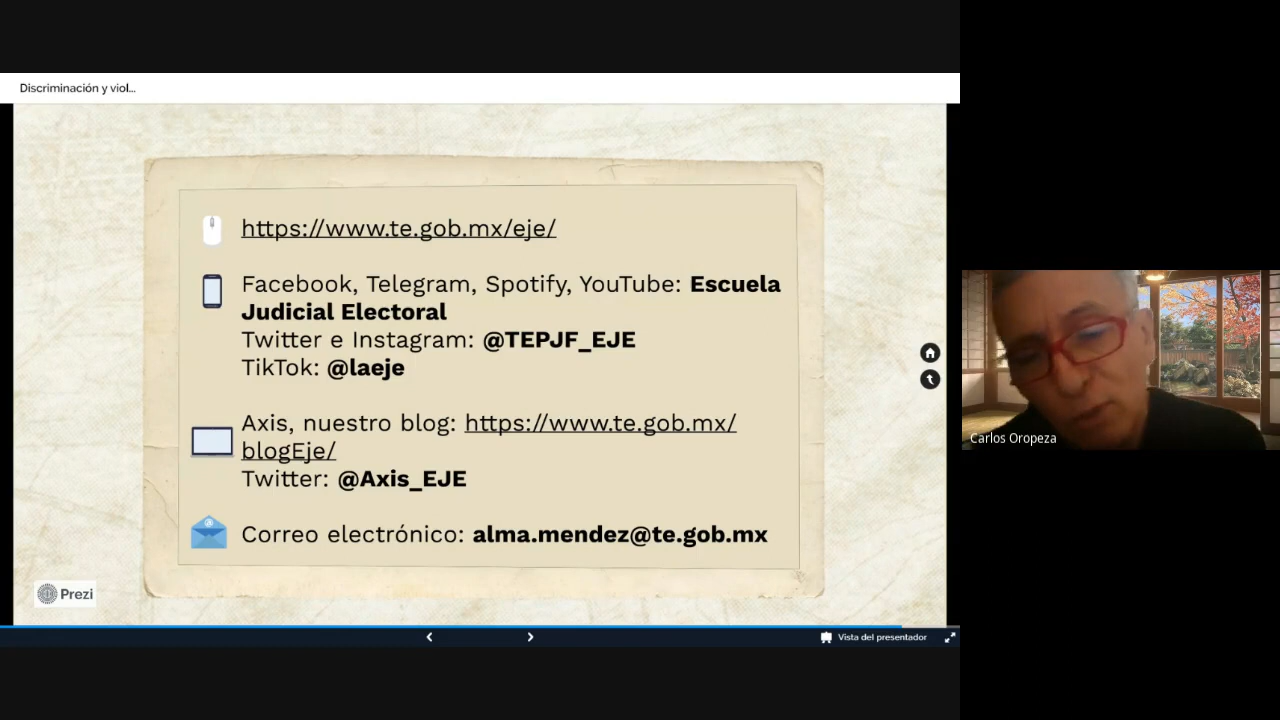 Discriminación y viol...
https://www.te.gob.mx/eje/
Facebook, Telegram, Spotify, YouTube: Escuela
Judicial Electoral
Twitter e Instagram: @TEPJF_EJE
TikTok: @laeje
Axis, nuestro blog: https://www.te.gob.mx/
blogEje/
Twitter: @Axis_EJE
Correo electrónico: alma.mendez@te.gob.mx
Prezi
Vista del presentador
Carlos Oropeza